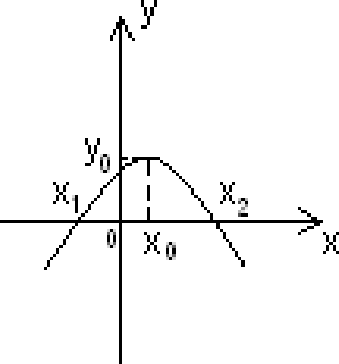 y
y₀
x₁ x₂
0 x₀ x